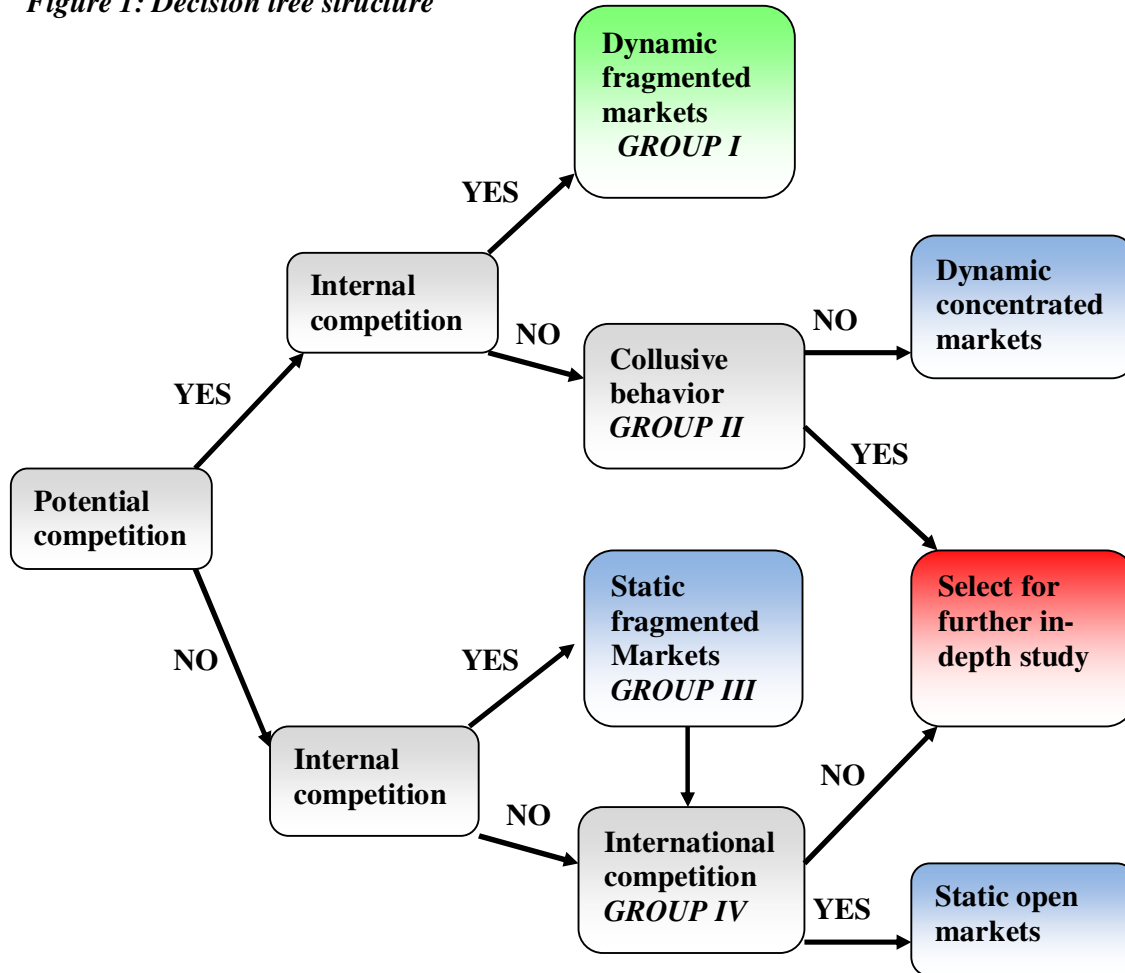 Figure 1: Decision tree structure
Dynamic
fragmented
markets
GROUP I
YES
Internal
competition
NO
Dynamic
concentrated
markets
NO
Collusive
behavior
GROUP II
YES
YES
Potential
competition
NO
Static
fragmented
Markets
GROUP III
YES
Select for
further in-
depth study
Internal
competition
NO
NO
International
competition
GROUP IV
YES
Static open
markets